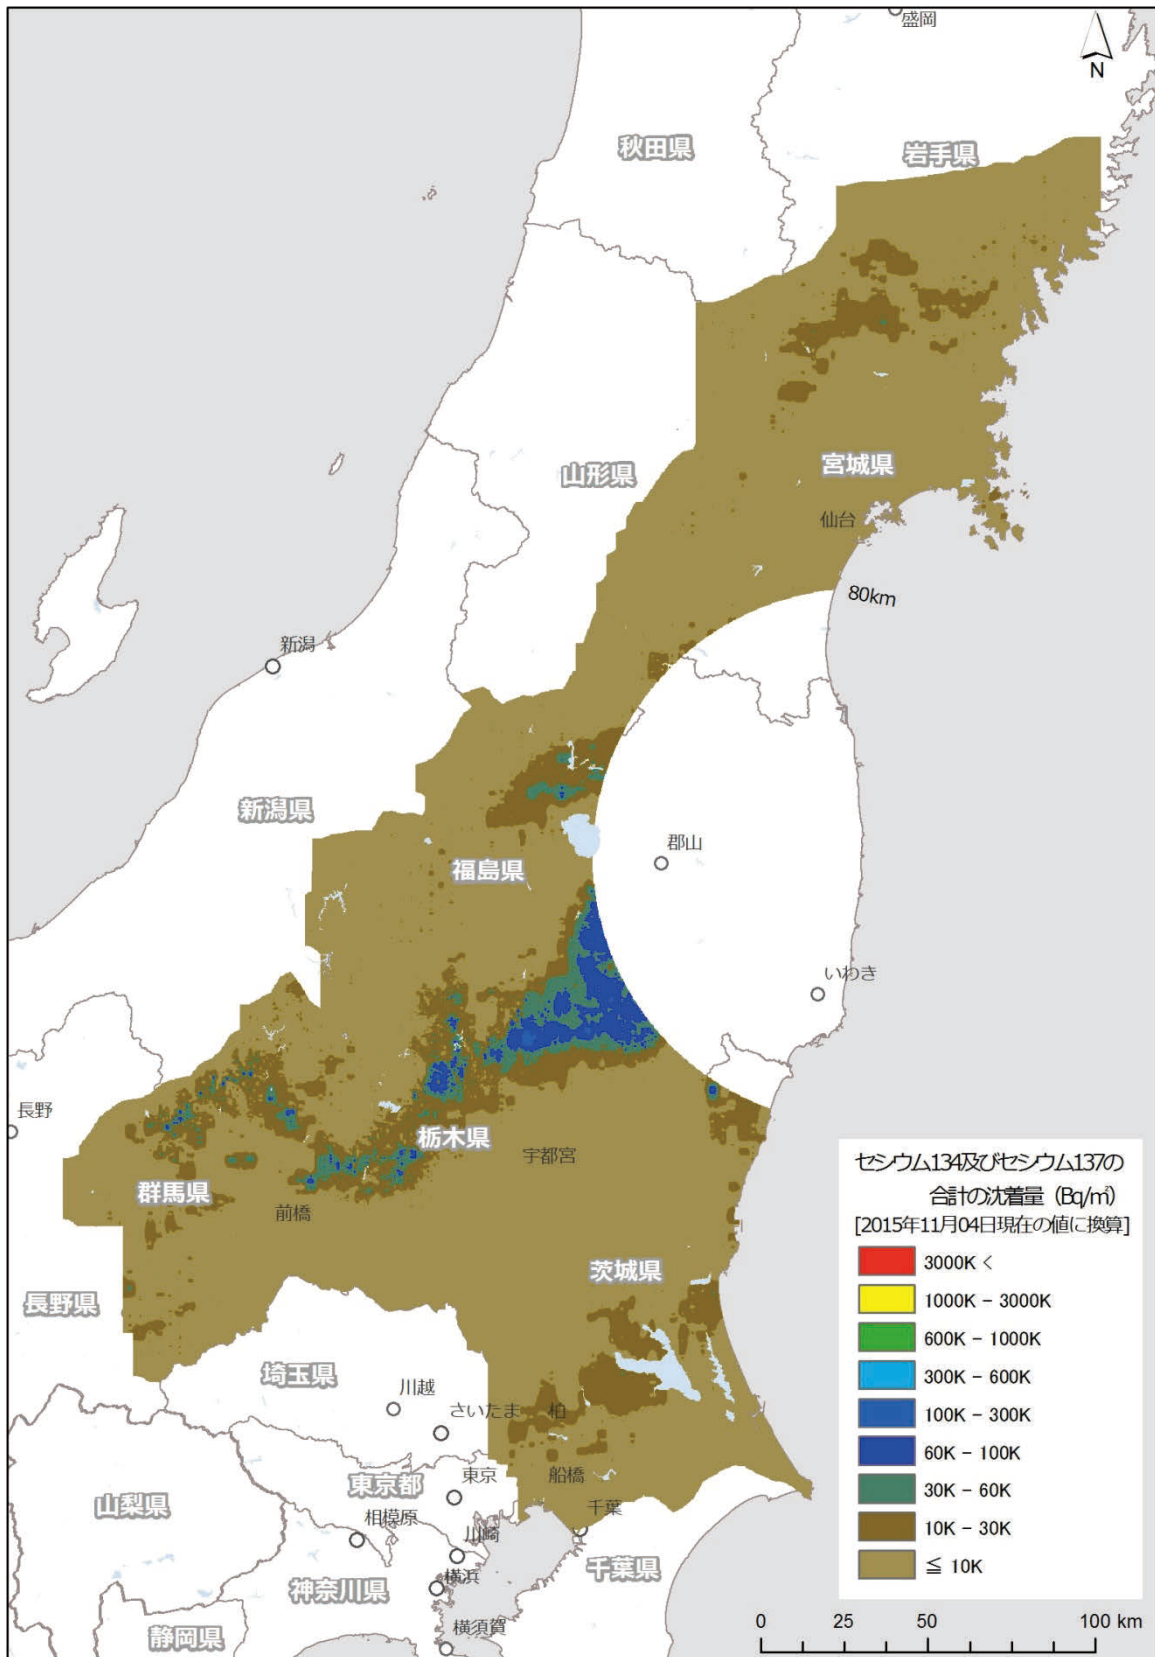 盛岡
N
秋田県
岩手県
山形県
宮城県
仙台
80km
新潟
新潟県
福島県
郡山
いわき
長野
栃木県
宇都宮
群馬県
前橋
茨城県
長野県
埼玉県
川越
さいたま
柏
東京都
東京
船橋
山梨県
相模原
川崎
千葉
千葉県
神奈川県
横浜
静岡県
横須賀
セシウム134及びセシウム137の
合計の沈着量（Bq/㎡）
[2015年11月04日現在の値に換算]
3000K <
1000K - 3000K
600K - 1000K
300K - 600K
100K - 300K
60K - 100K
30K - 60K
10K - 30K
≦ 10K
0 25 50 100 km